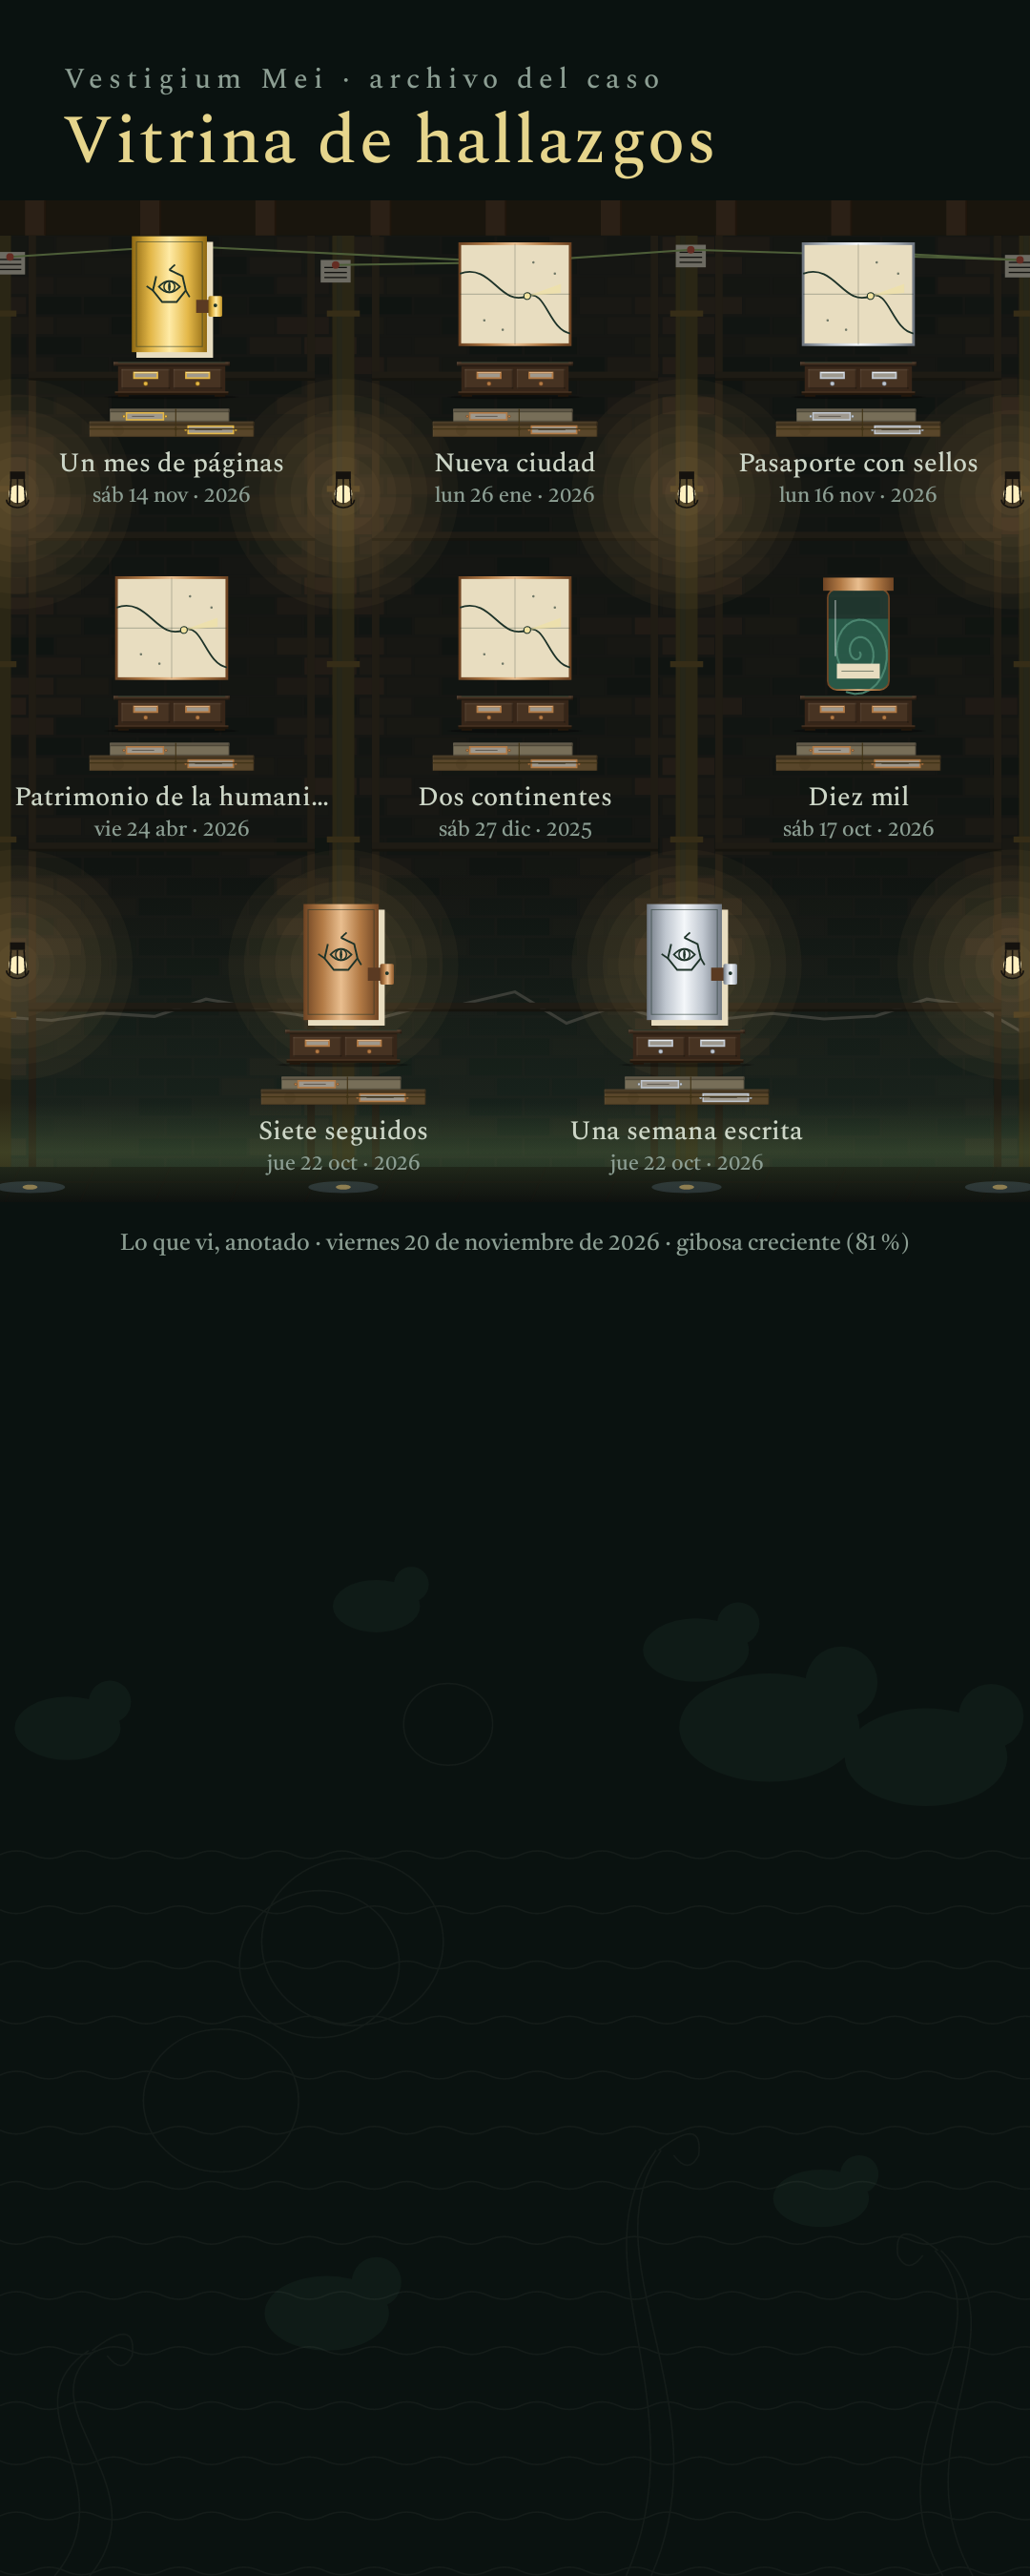 Vestigium Mei · archivo del caso
Vitrina de hallazgos
Un mes de páginas
sáb 14 nov · 2026
Nueva ciudad
lun 26 ene · 2026
Pasaporte con sellos
lun 16 nov · 2026
Patrimonio de la humani...
vie 24 abr · 2026
Dos continentes
sáb 27 dic · 2025
Diez mil
sáb 17 oct · 2026
Siete seguidos
jue 22 oct · 2026
Una semana escrita
jue 22 oct · 2026
Lo que vi, anotado · viernes 20 de noviembre de 2026 · gibosa creciente (81 %)